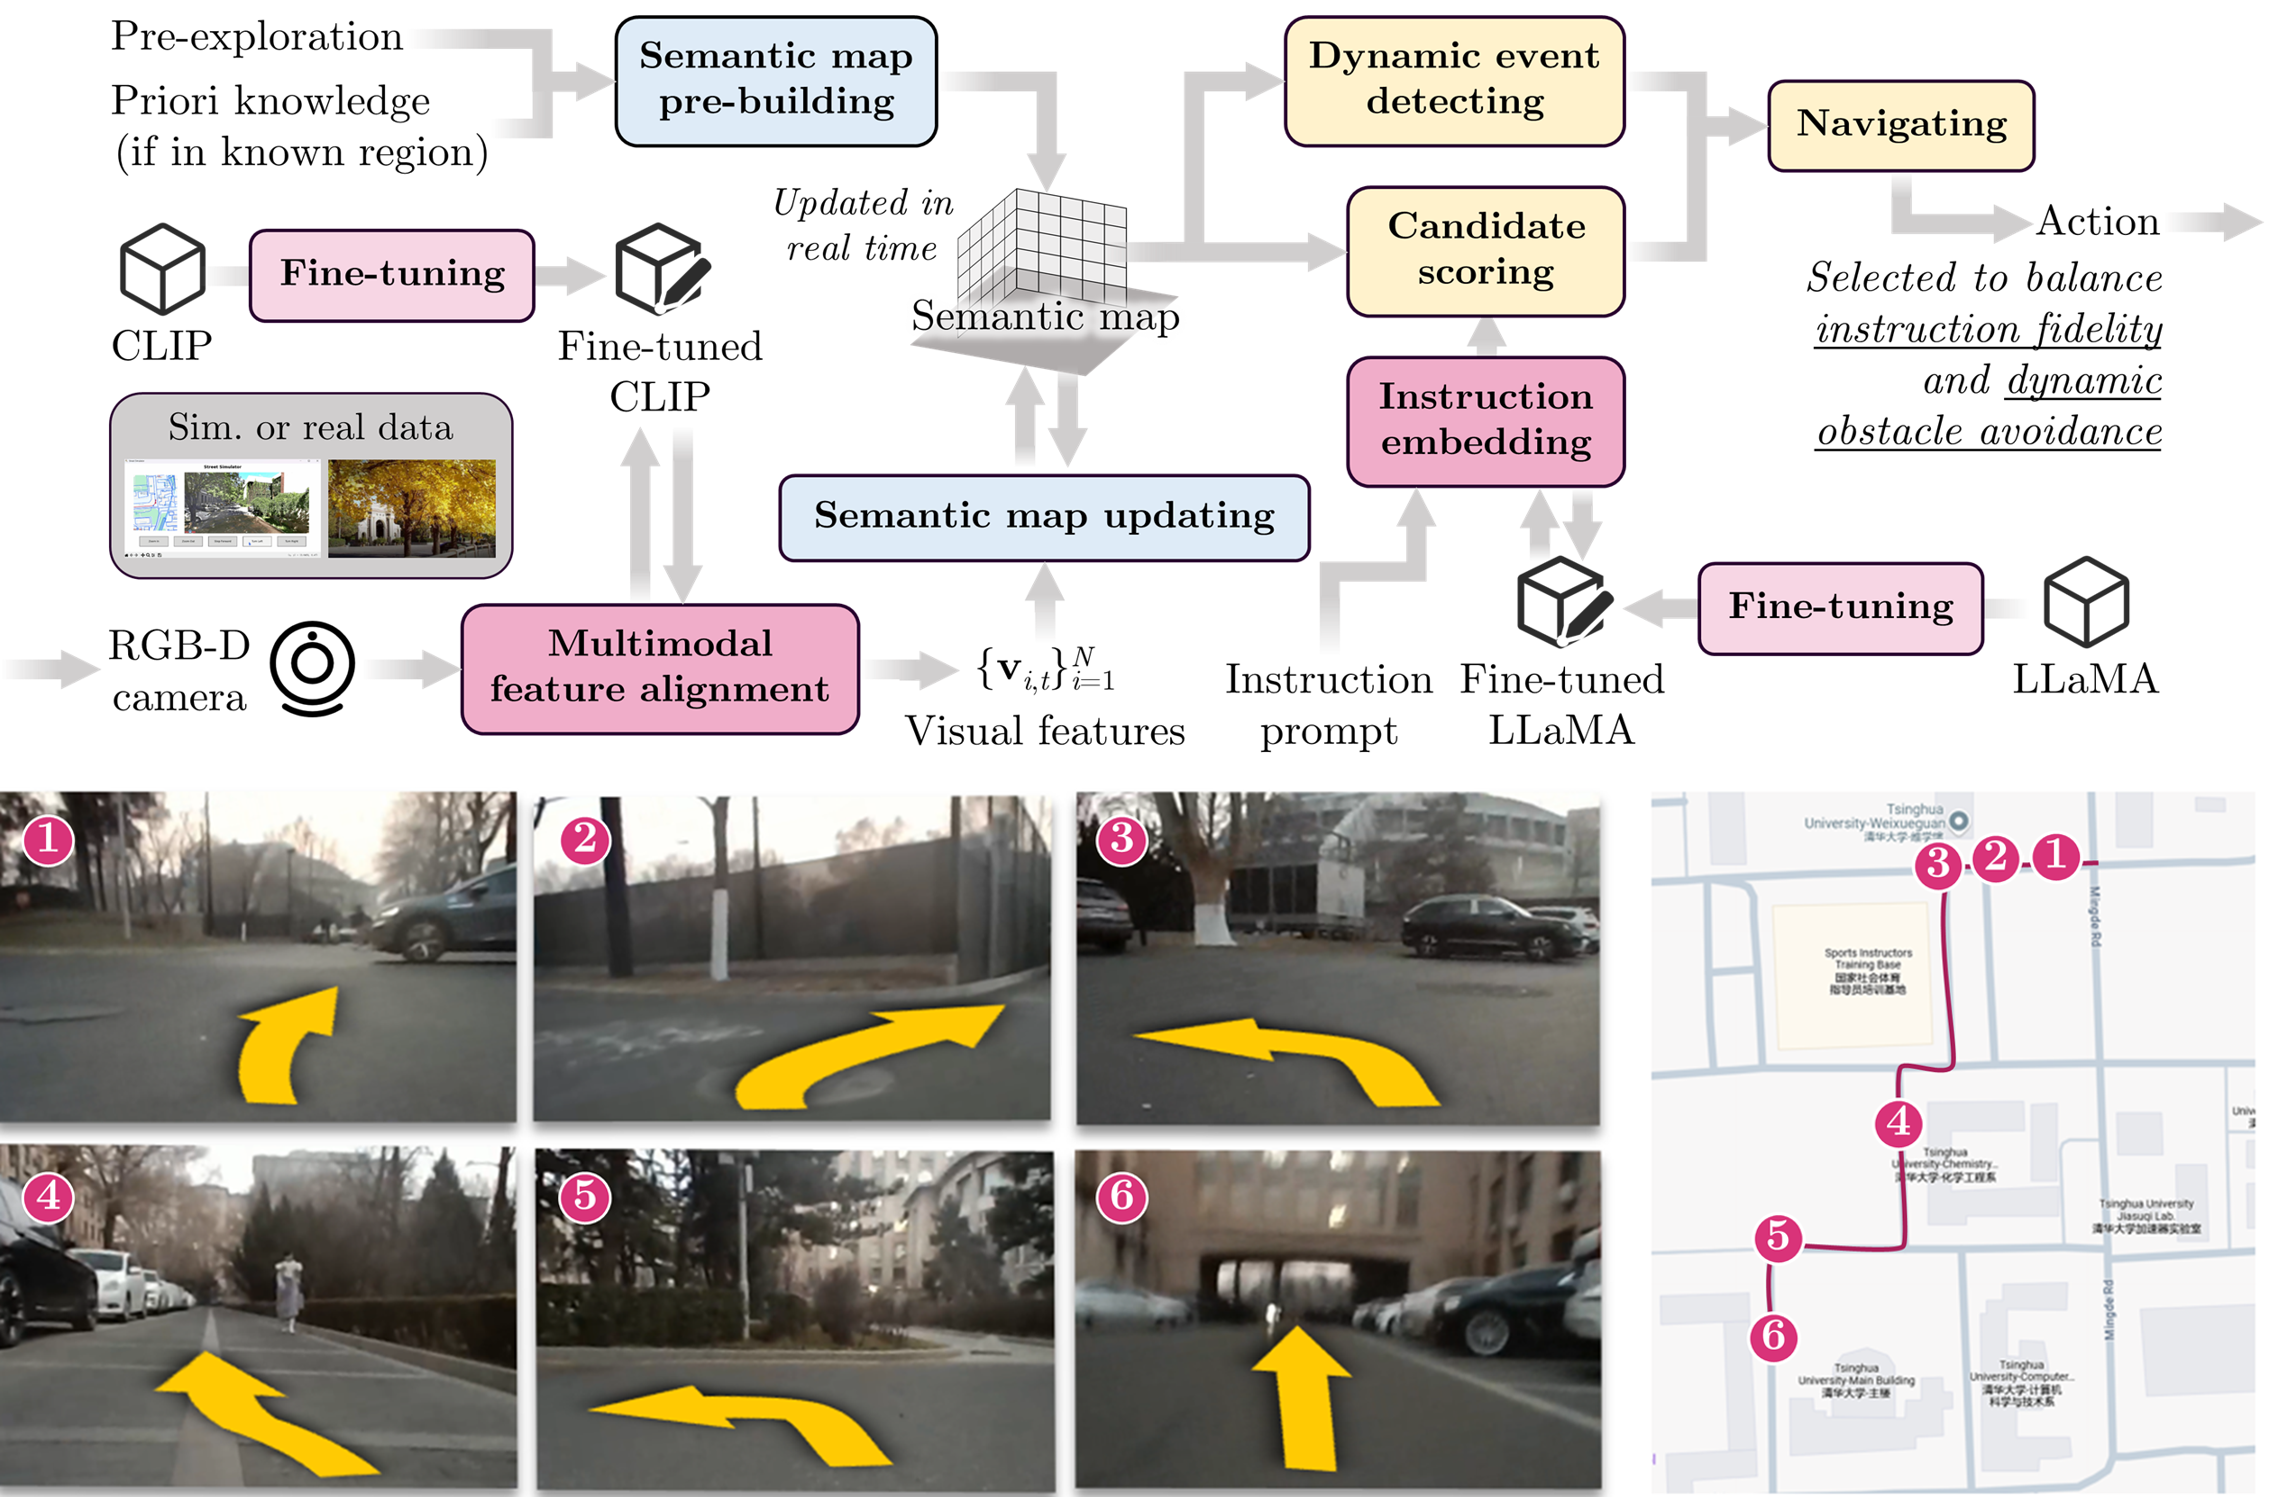 Pre-exploration
Priori knowledge
(if in known region)
Semantic map
pre-building
Dynamic event
detecting
Navigating
Updated in
real time
Semantic map
Candidate
scoring
Action
Selected to balance
instruction fidelity
and dynamic
obstacle avoidance
CLIP
Fine-tuning
Fine-tuned
CLIP
Sim. or real data
Street Simulator
Semantic map updating
Instruction
embedding
RGB-D
camera
Multimodal
feature alignment
{v_{i,t}}_{i=1}^{N}
Visual features
Instruction
prompt
Fine-tuned
LLaMA
Fine-tuning
LLaMA
1
2
3
4
5
6
Tsinghua
University-Weixueguan
3
2
1
Mingde Rd
Sports Instructors
Training Base
国家社会体育
指导员培训基地
4
Tsinghua
University-Chemistry...
清华大学-化学工程系
Tsinghua University
Jiasuqi Lab.
清华大学加速器实验室
5
6
Mingde Rd
Tsinghua
University-Main Building
清华大学-主楼
Tsinghua
University-Computer...
清华大学-计算机
科学与技术系